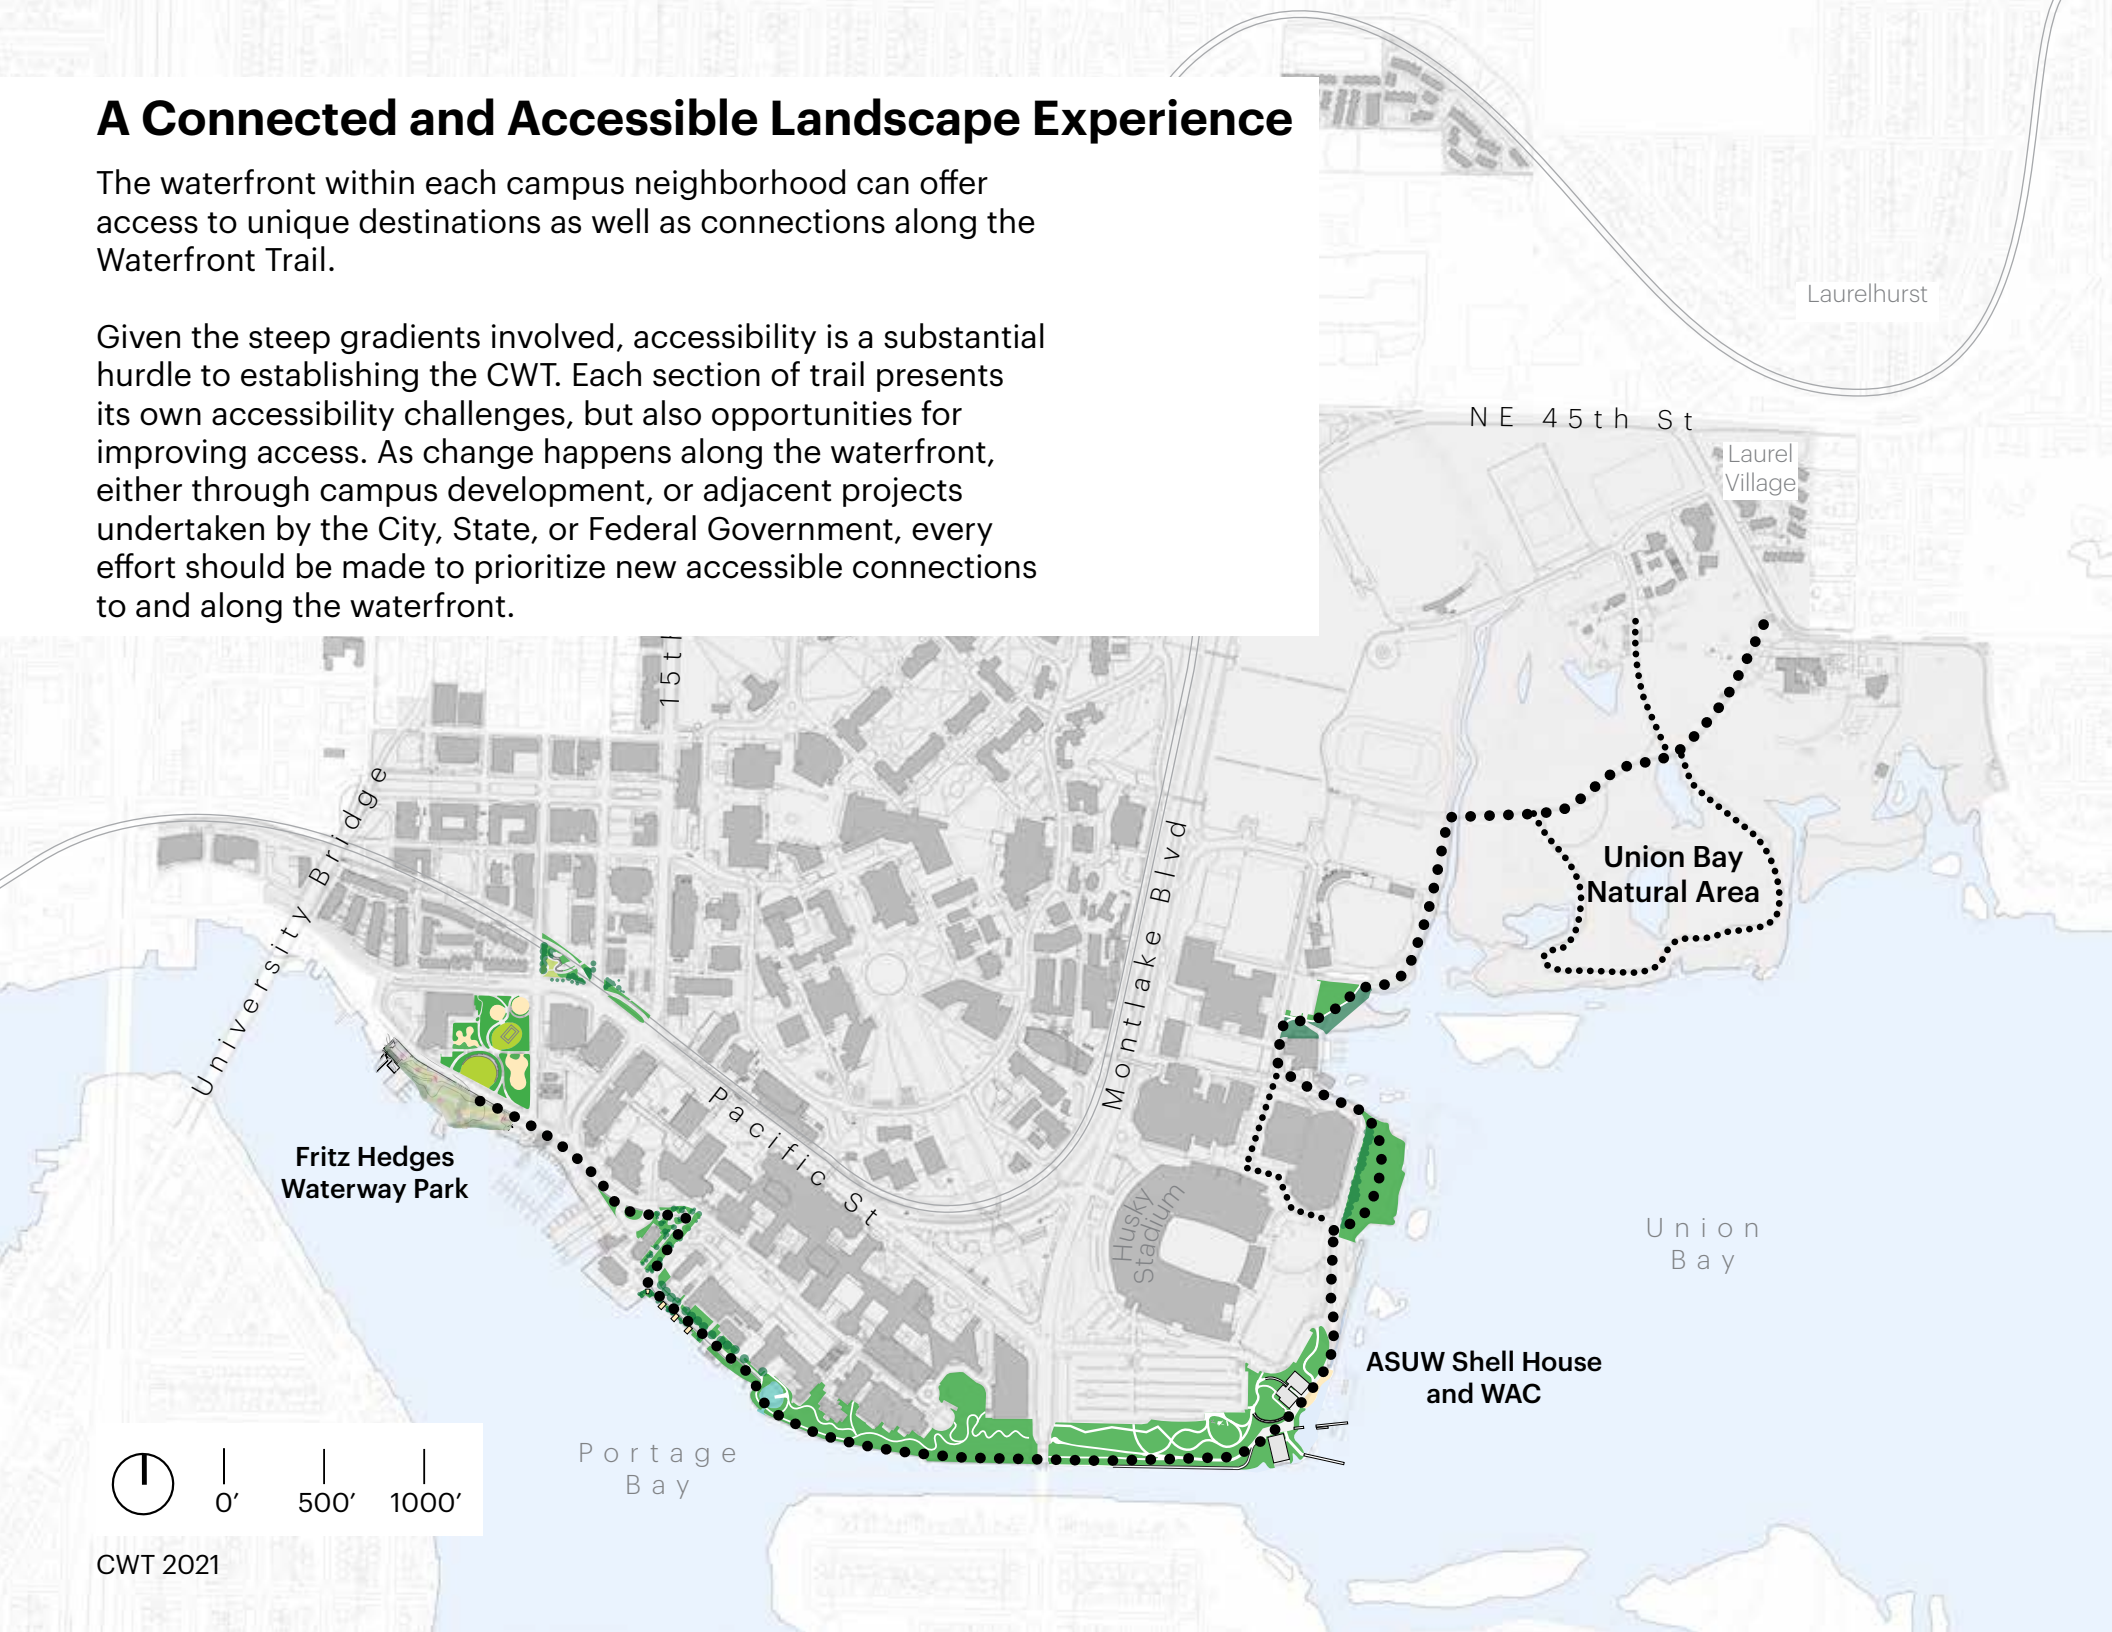 A Connected and Accessible Landscape Experience
The waterfront within each campus neighborhood can offer
access to unique destinations as well as connections along the
Waterfront Trail.
Given the steep gradients involved, accessibility is a substantial
hurdle to establishing the CWT. Each section of trail presents
its own accessibility challenges, but also opportunities for
improving access. As change happens along the waterfront,
either through campus development, or adjacent projects
undertaken by the City, State, or Federal Government, every
effort should be made to prioritize new accessible connections
to and along the waterfront.
Laurelhurst
NE 45th St
Laurel
Village
15t
University Bridge
Montlake Blvd
Pacific St
Union Bay
Natural Area
Fritz Hedges
Waterway Park
Husky
Stadium
Union
Bay
ASUW Shell House
and WAC
Portage
Bay
0′ 500′ 1000′
CWT 2021